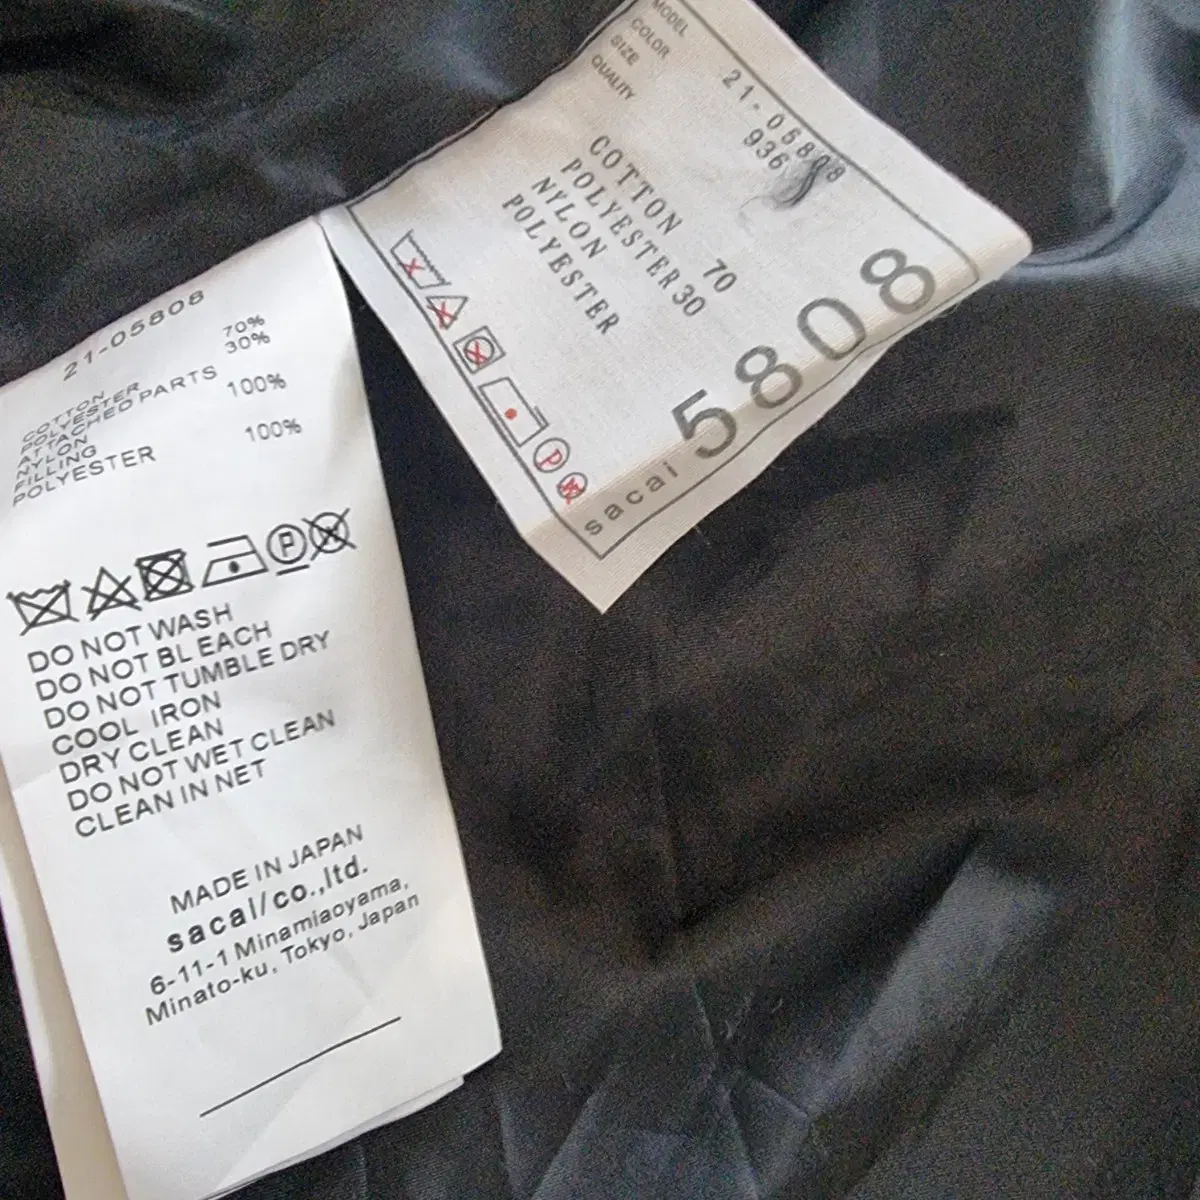 21-05808
COTTON 70%
POLYESTER 30%
ATTACHED PARTS
NYLON 100%
FILLING
POLYESTER 100%
P
DO NOT WASH
DO NOT BLEACH
DO NOT TUMBLE DRY
COOL IRON
DRY CLEAN
DO NOT WET CLEAN
CLEAN IN NET
MADE IN JAPAN
sacai/co.,ltd.
6-11-1 Minamiaoyama,
Minato-ku, Tokyo, Japan
MODEL 21-05808
COLOR 936
SIZE
QUALITY
COTTON 70
POLYESTER 30
NYLON
POLYESTER
P
sacai 5808